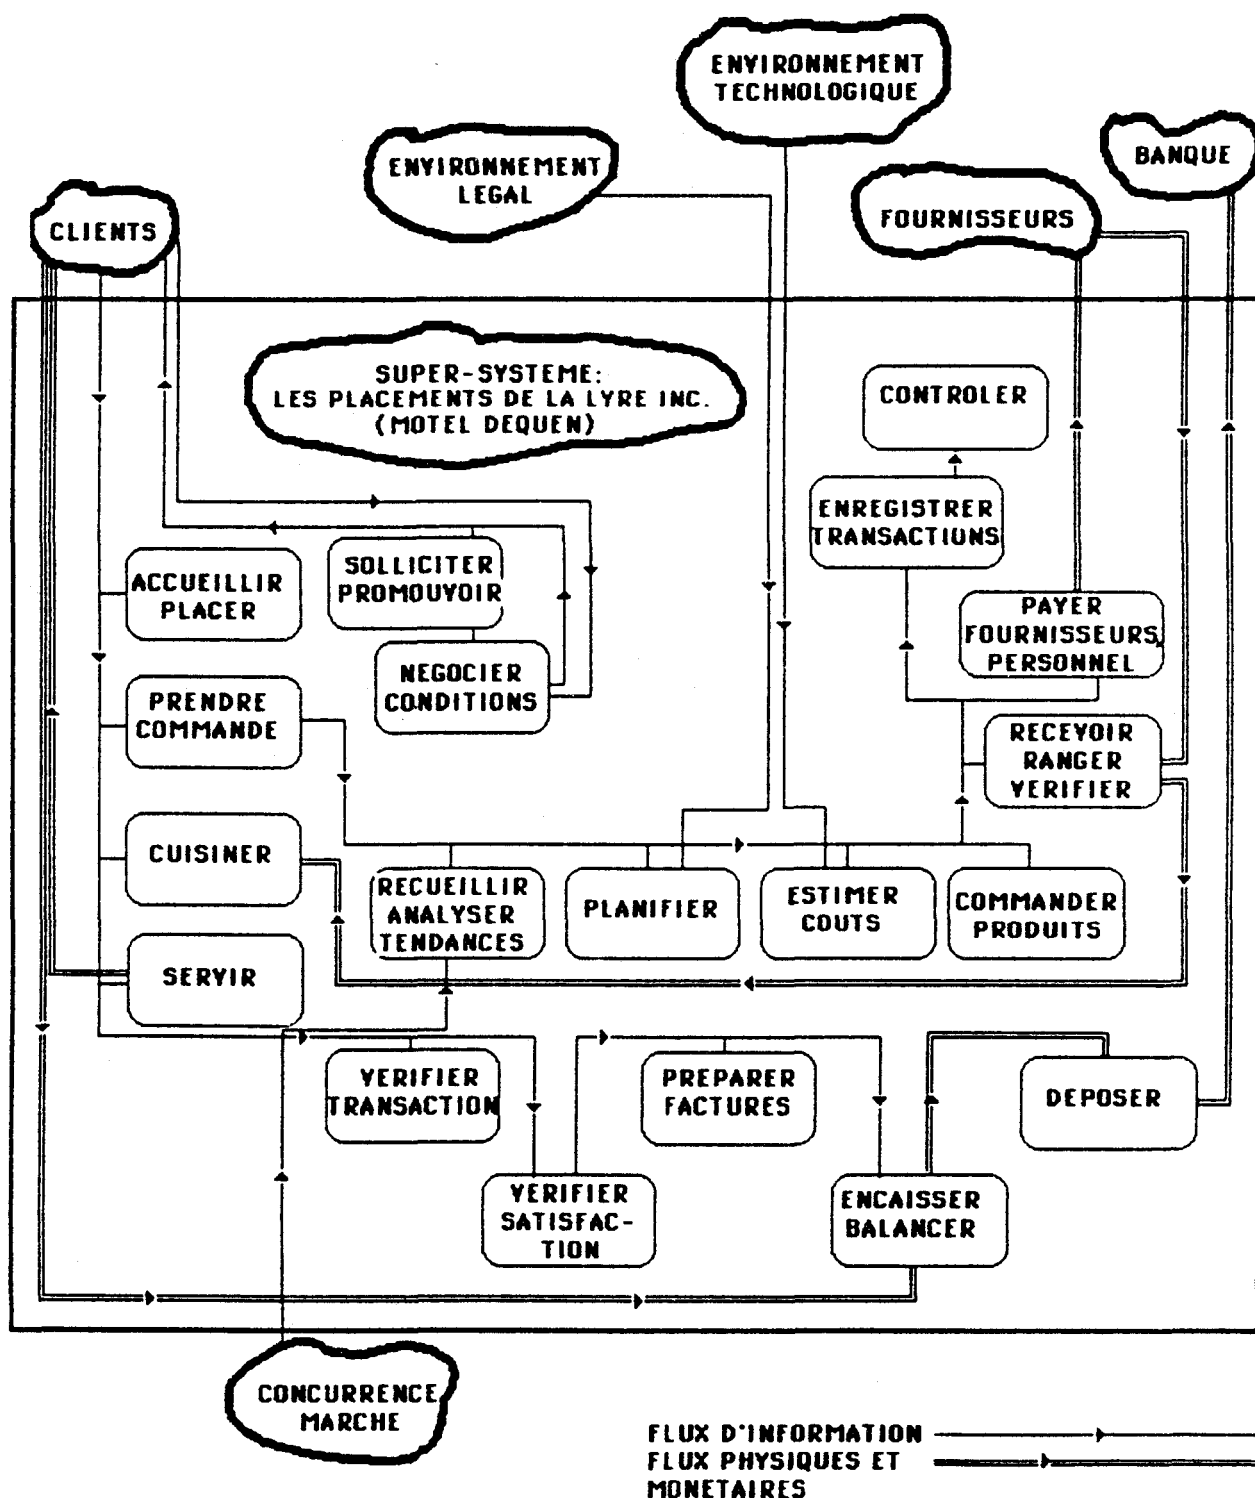 ENVIRONNEMENT
TECHNOLOGIQUE
ENVIRONNEMENT
LEGAL
BANQUE
CLIENTS
FOURNISSEURS
SUPER-SYSTEME:
LES PLACEMENTS DE LA LYRE INC.
(MOTEL DEQUEN)
CONTROLER
ENREGISTRER
TRANSACTIONS
SOLLICITER
PROMOUVOIR
ACCUEILLIR
PLACER
PAYER
FOURNISSEURS
PERSONNEL
NEGOCIER
CONDITIONS
PRENDRE
COMMANDE
RECEVOIR
RANGER
VERIFIER
CUISINER
RECUEILLIR
ANALYSER
TENDANCES
PLANIFIER
ESTIMER
COUTS
COMMANDER
PRODUITS
SERVIR
VERIFIER
TRANSACTION
PREPARER
FACTURES
DEPOSER
VERIFIER
SATISFAC-
TION
ENCAISSER
BALANCER
CONCURRENCE
MARCHE
FLUX D'INFORMATION
FLUX PHYSIQUES ET
MONETAIRES